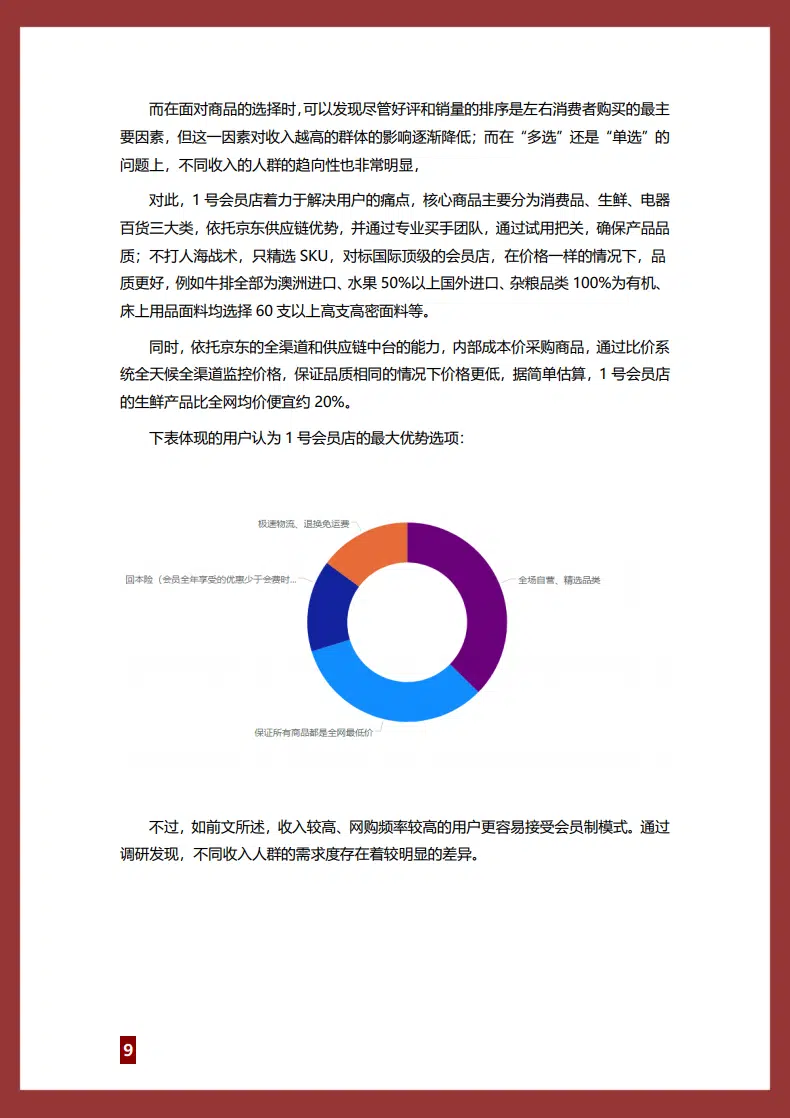 而在面对商品的选择时，可以发现尽管好评和销量的排序是左右消费者购买的最主
要因素，但这一因素对收入越高的群体的影响逐渐降低；而在“多选”还是“单选”的
问题上，不同收入的人群的趋向性也非常明显，
对此，1 号会员店着力于解决用户的痛点，核心商品主要分为消费品、生鲜、电器
百货三大类，依托京东供应链优势，并通过专业买手团队，通过试用把关，确保产品品
质；不打人海战术，只精选 SKU，对标国际顶级的会员店，在价格一样的情况下，品
质更好，例如牛排全部为澳洲进口、水果 50%以上国外进口、杂粮品类 100%为有机、
床上用品面料均选择 60 支以上高支高密面料等。
同时，依托京东的全渠道和供应链中台的能力，内部成本价采购商品，通过比价系
统全天候全渠道监控价格，保证品质相同的情况下价格更低，据简单估算，1 号会员店
的生鲜产品比全网均价便宜约 20%。
下表体现的用户认为 1 号会员店的最大优势选项：
极速物流、退换免运费
回本险（会员全年享受的优惠少于会费时...
全场自营、精选品类
保证所有商品都是全网最低价
不过，如前文所述，收入较高、网购频率较高的用户更容易接受会员制模式。通过
调研发现，不同收入人群的需求度存在着较明显的差异。
9